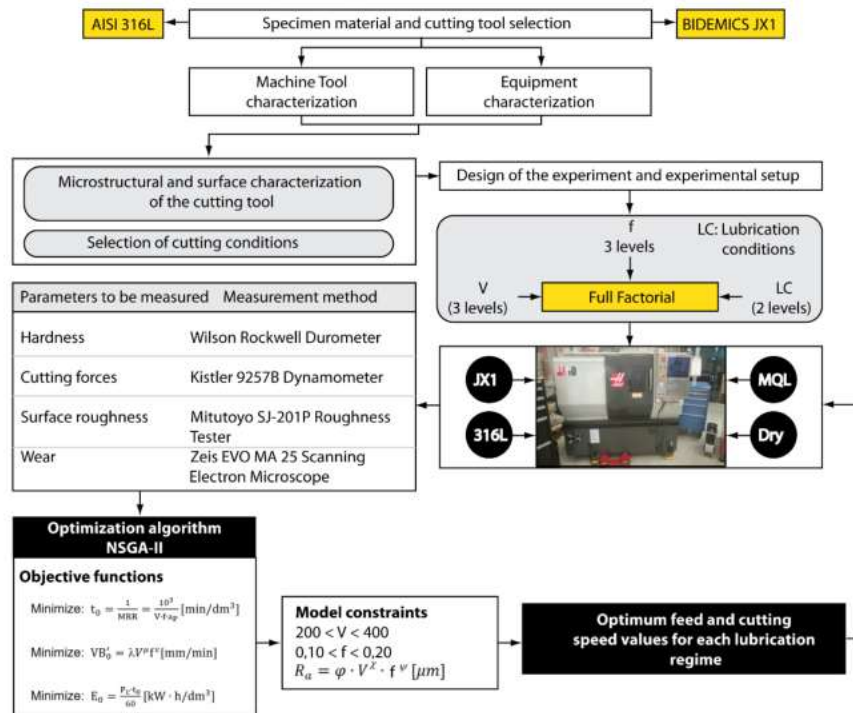 AISI 316L
Specimen material and cutting tool selection
BIDEMICS JX1
Machine Tool
characterization
Equipment
characterization
Microstructural and surface characterization
of the cutting tool
Selection of cutting conditions
Design of the experiment and experimental setup
f
3 levels
LC: Lubrication
conditions
V
(3 levels)
Full Factorial
LC
(2 levels)
Parameters to be measured Measurement method
Hardness Wilson Rockwell Durometer
Cutting forces Kistler 9257B Dynamometer
Surface roughness Mitutoyo SJ-201P Roughness
Tester
Wear Zeis EVO MA 25 Scanning
Electron Microscope
JX1
316L
MQL
Dry
Optimization algorithm
NSGA-II
Objective functions
Minimize: t₀ = 1/MRR = 10³/V·f·aₚ [min/dm³]
Minimize: VB₀' = λV^μ f^ν [mm/min]
Minimize: E₀ = P_c·t₀/60 [kW · h/dm³]
Model constraints
200 < V < 400
0,10 < f < 0,20
Rₐ = φ · V^χ · f^ψ [μm]
Optimum feed and cutting
speed values for each lubrication
regime